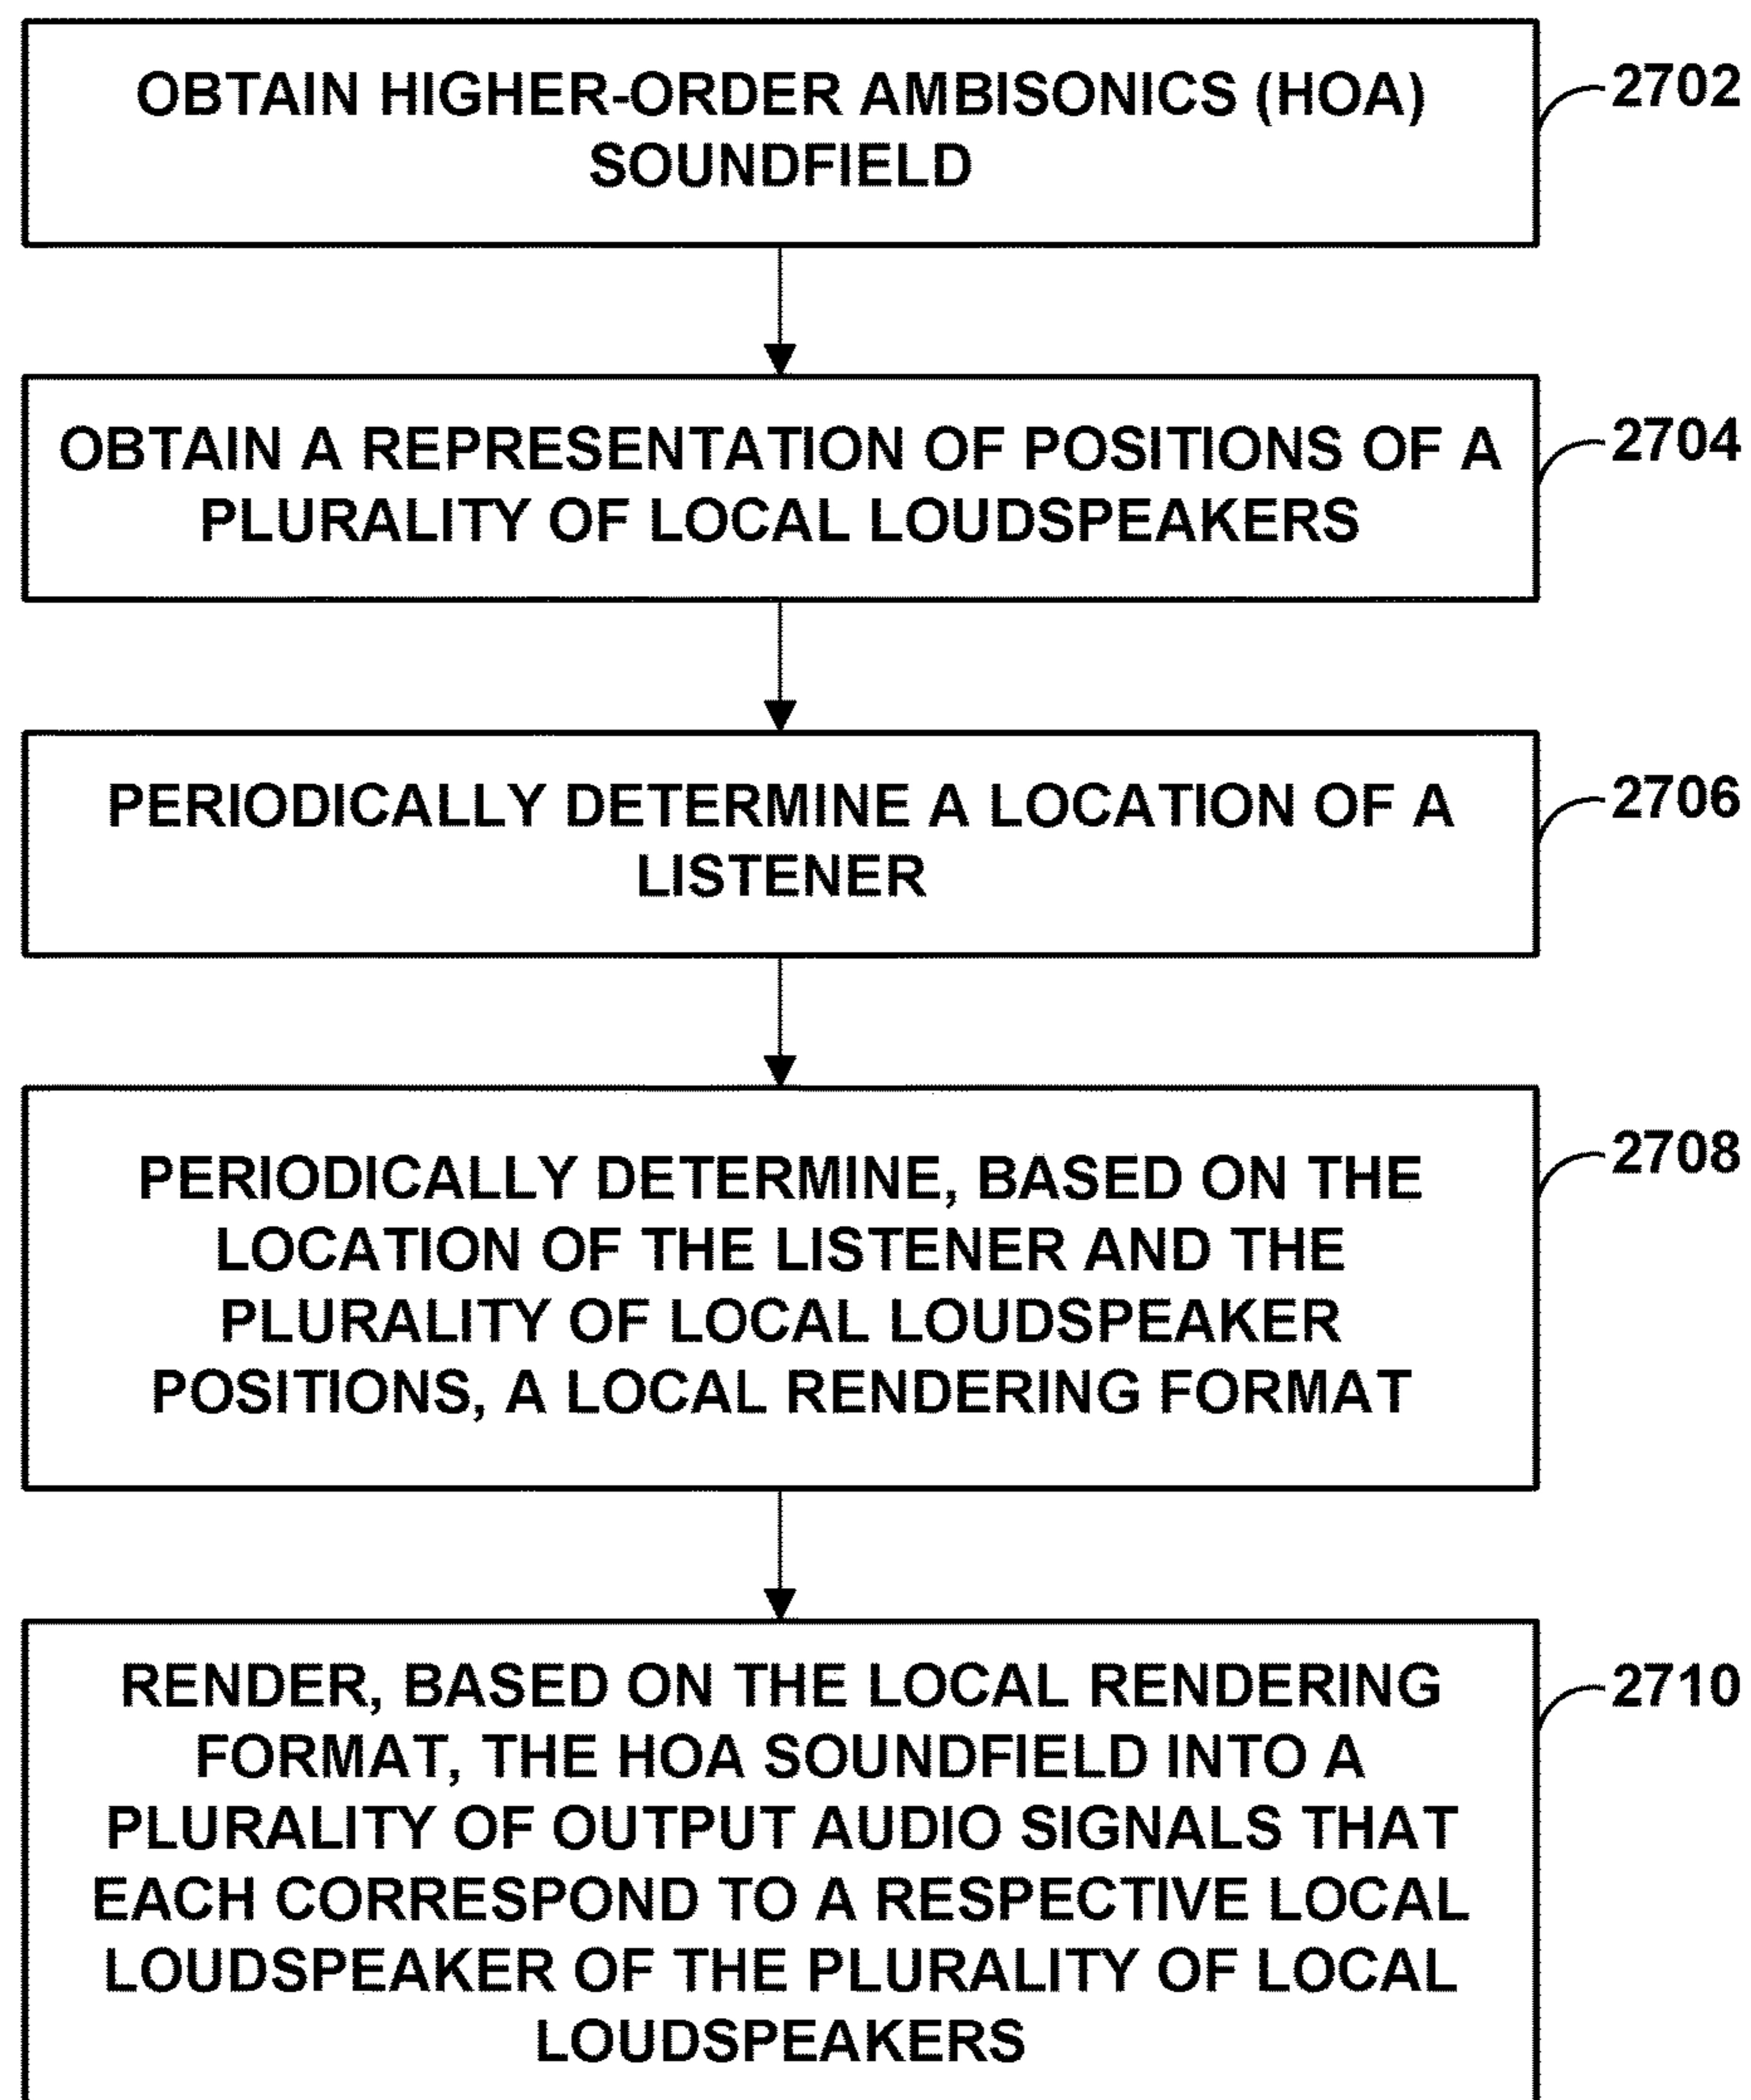 OBTAIN HIGHER-ORDER AMBISONICS (HOA)
SOUNDFIELD
2702
OBTAIN A REPRESENTATION OF POSITIONS OF A
PLURALITY OF LOCAL LOUDSPEAKERS
2704
PERIODICALLY DETERMINE A LOCATION OF A
LISTENER
2706
PERIODICALLY DETERMINE, BASED ON THE
LOCATION OF THE LISTENER AND THE
PLURALITY OF LOCAL LOUDSPEAKER
POSITIONS, A LOCAL RENDERING FORMAT
2708
RENDER, BASED ON THE LOCAL RENDERING
FORMAT, THE HOA SOUNDFIELD INTO A
PLURALITY OF OUTPUT AUDIO SIGNALS THAT
EACH CORRESPOND TO A RESPECTIVE LOCAL
LOUDSPEAKER OF THE PLURALITY OF LOCAL
LOUDSPEAKERS
2710